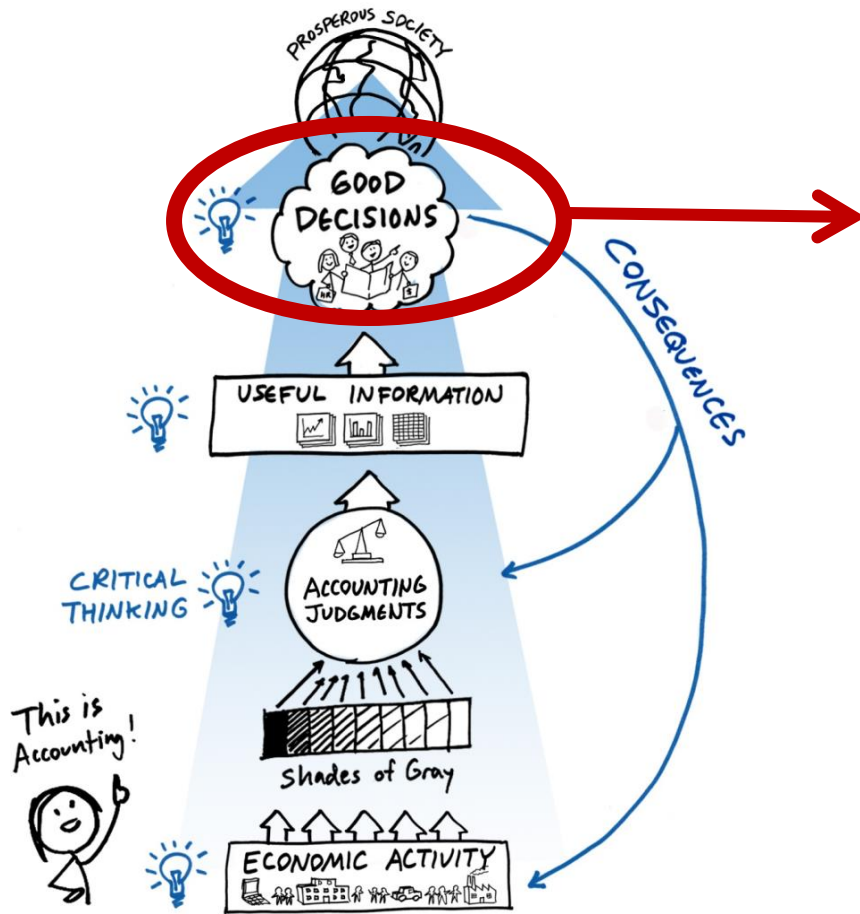 PROSPEROUS SOCIETY
GOOD
DECISIONS
HR
$
CONSEQUENCES
USEFUL INFORMATION
CRITICAL
THINKING
ACCOUNTING
JUDGMENTS
This is
Accounting!
Shades of Gray
ECONOMIC ACTIVITY